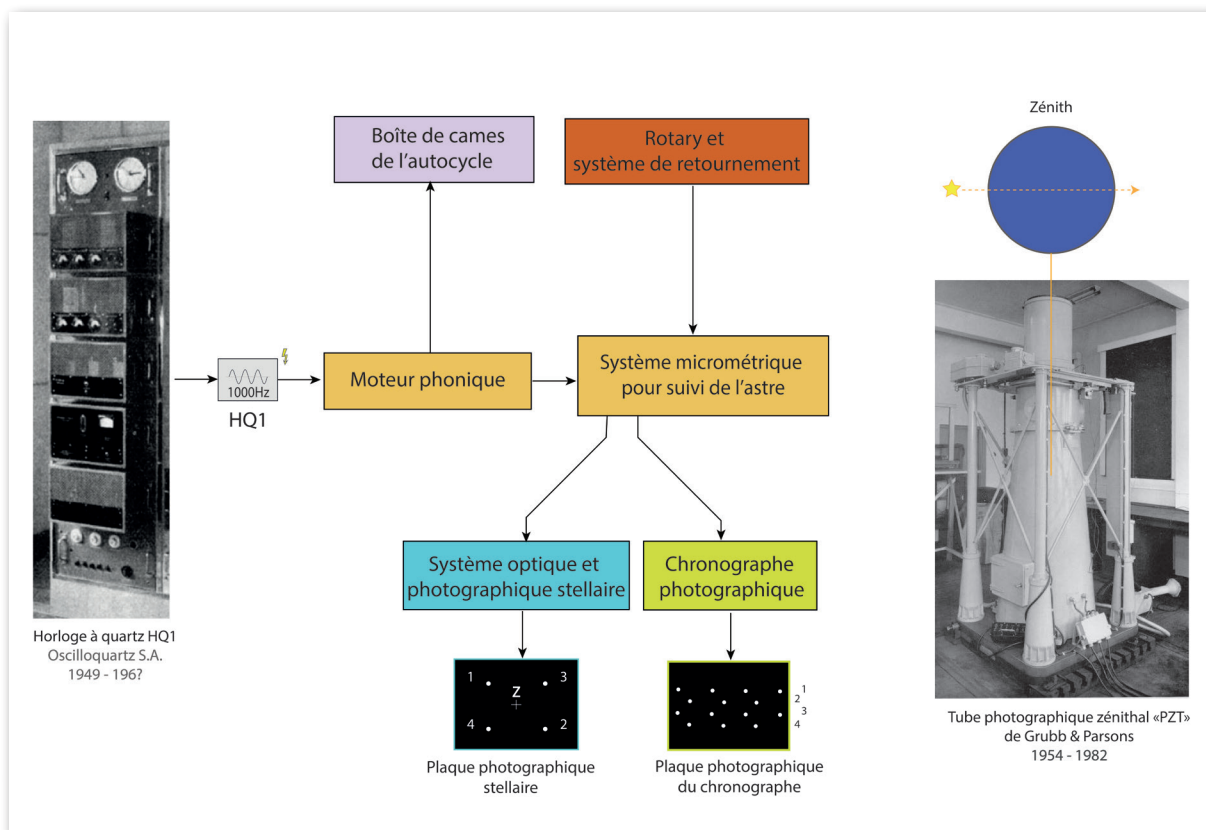 Zénith
Boîte de cames
de l’autocycle
Rotary et
système de retournement
1000Hz
HQ1
Moteur phonique
Système micrométrique
pour suivi de l’astre
Système optique et
photographique stellaire
Chronographe
photographique
Horloge à quartz HQ1
Oscilloquartz S.A.
1949 - 196?
1 3
Z
4 2
1
2
3
4
Plaque photographique
stellaire
Plaque photographique
du chronographe
Tube photographique zénithal «PZT»
de Grubb & Parsons
1954 - 1982